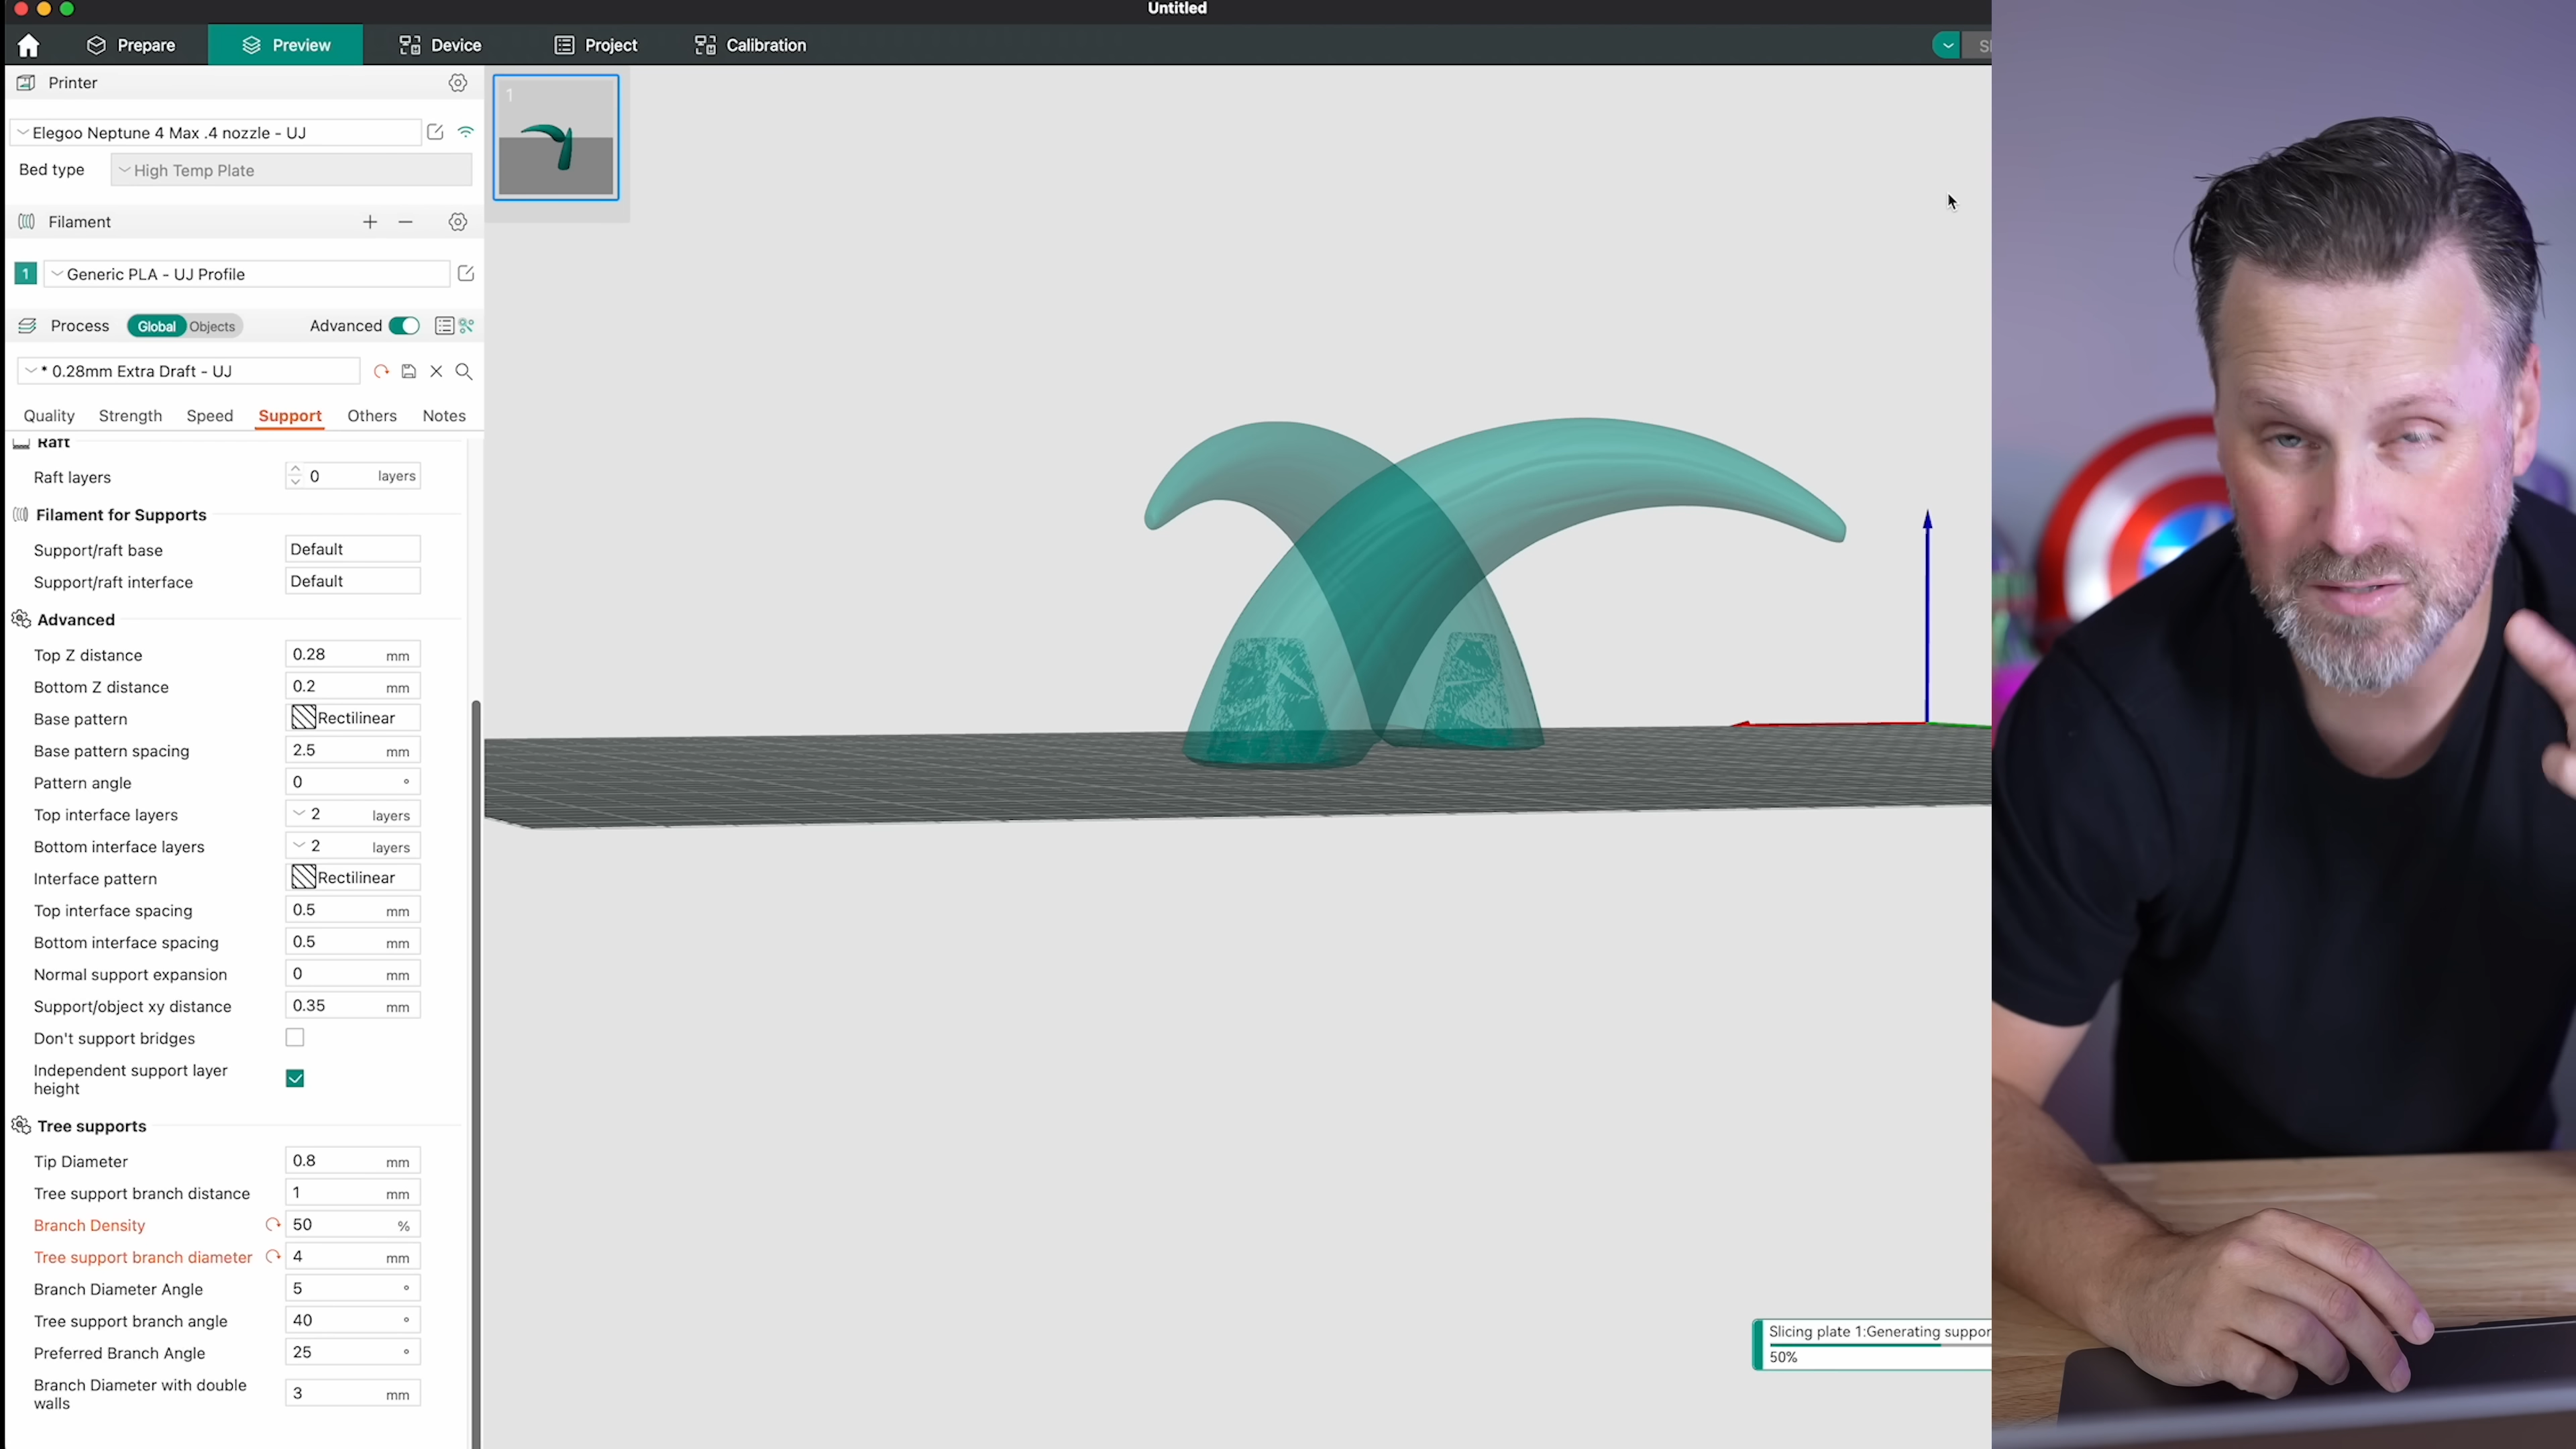 Untitled
Prepare
Preview
Device
Project
Calibration
Printer
Elegoo Neptune 4 Max .4 nozzle - UJ
Bed type
High Temp Plate
Filament
1
Generic PLA - UJ Profile
Process
Global
Objects
Advanced
* 0.28mm Extra Draft - UJ
Quality
Strength
Speed
Support
Others
Notes
Raft
Raft layers 0 layers
Filament for Supports
Support/raft base Default
Support/raft interface Default
Advanced
Top Z distance 0.28 mm
Bottom Z distance 0.2 mm
Base pattern Rectilinear
Base pattern spacing 2.5 mm
Pattern angle 0 °
Top interface layers 2 layers
Bottom interface layers 2 layers
Interface pattern Rectilinear
Top interface spacing 0.5 mm
Bottom interface spacing 0.5 mm
Normal support expansion 0 mm
Support/object xy distance 0.35 mm
Don't support bridges
Independent support layer
height
Tree supports
Tip Diameter 0.8 mm
Tree support branch distance 1 mm
Branch Density 50 %
Tree support branch diameter 4 mm
Branch Diameter Angle 5 °
Tree support branch angle 40 °
Preferred Branch Angle 25 °
Branch Diameter with double
walls 3 mm
1
Slicing plate 1:Generating suppor
50%